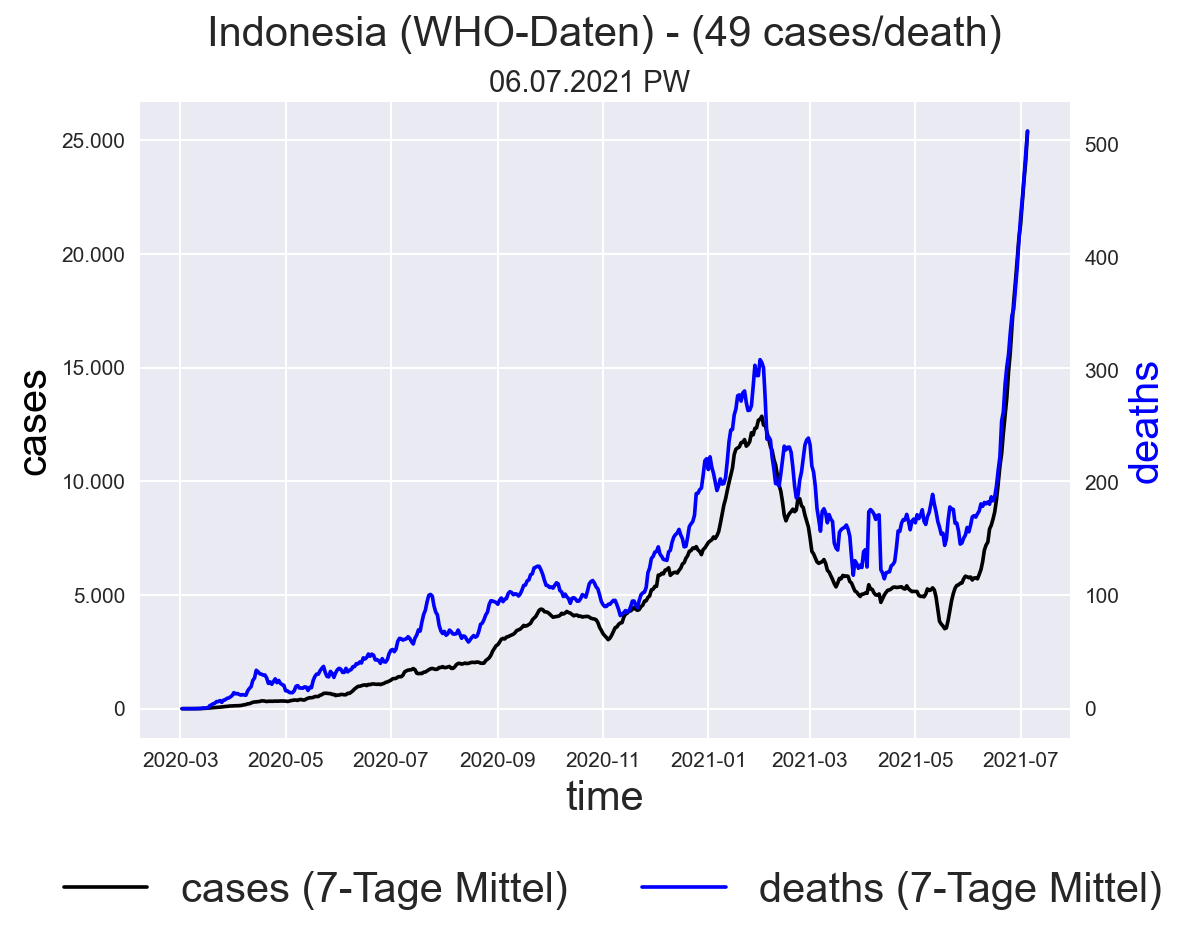 Indonesia (WHO-Daten) - (49 cases/death)
06.07.2021 PW
25.000
20.000
15.000
10.000
5.000
0
cases
500
400
300
200
100
0
deaths
2020-03 2020-05 2020-07 2020-09 2020-11 2021-01 2021-03 2021-05 2021-07
time
cases (7-Tage Mittel) deaths (7-Tage Mittel)